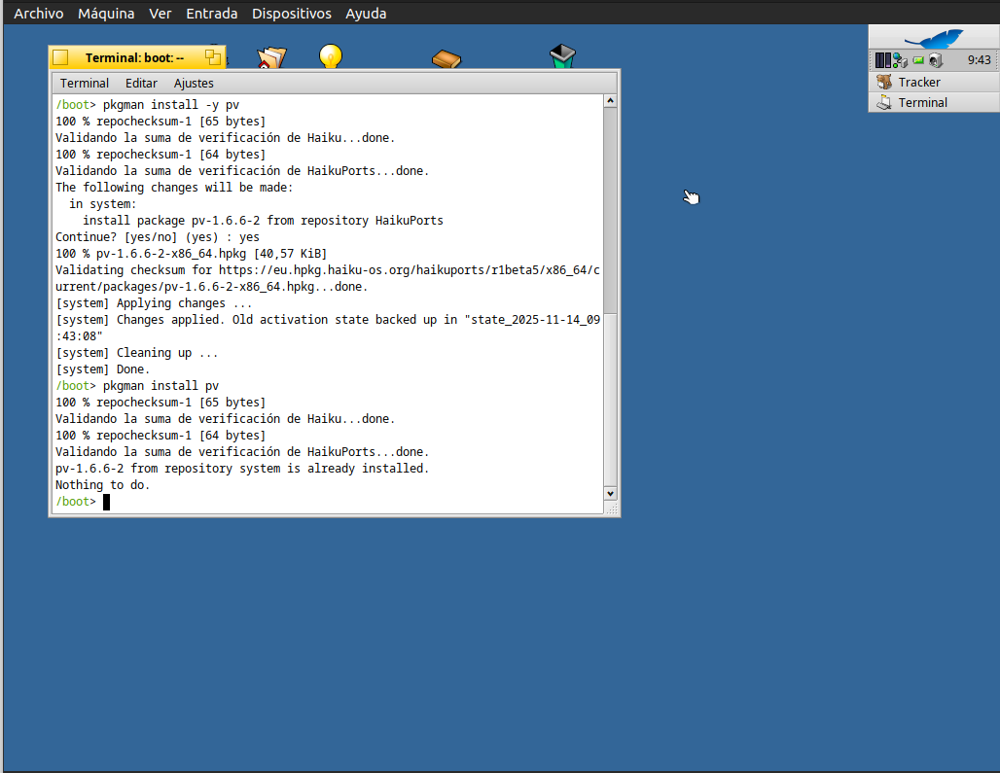 Archivo Máquina Ver Entrada Dispositivos Ayuda
Terminal: boot: --
9:43
Tracker
Terminal
Terminal Editar Ajustes
/boot> pkgman install -y pv
100 % repochecksum-1 [65 bytes]
Validando la suma de verificación de Haiku...done.
100 % repochecksum-1 [64 bytes]
Validando la suma de verificación de HaikuPorts...done.
The following changes will be made:
in system:
install package pv-1.6.6-2 from repository HaikuPorts
Continue? [yes/no] (yes) : yes
100 % pv-1.6.6-2-x86_64.hpkg [40,57 KiB]
Validating checksum for https://eu.hpkg.haiku-os.org/haikuports/r1beta5/x86_64/c
urrent/packages/pv-1.6.6-2-x86_64.hpkg...done.
[system] Applying changes ...
[system] Changes applied. Old activation state backed up in "state_2025-11-14_09
:43:08"
[system] Cleaning up ...
[system] Done.
/boot> pkgman install pv
100 % repochecksum-1 [65 bytes]
Validando la suma de verificación de Haiku...done.
100 % repochecksum-1 [64 bytes]
Validando la suma de verificación de HaikuPorts...done.
pv-1.6.6-2 from repository system is already installed.
Nothing to do.
/boot>